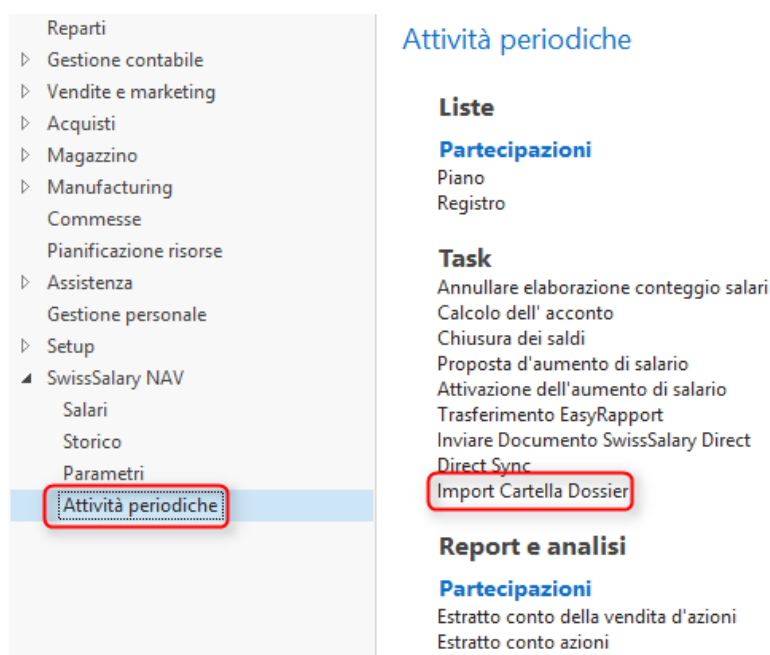 Reparti
Gestione contabile
Vendite e marketing
Acquisti
Magazzino
Manufacturing
Commesse
Pianificazione risorse
Assistenza
Gestione personale
Setup
SwissSalary NAV
Salari
Storico
Parametri
Attività periodiche
Attività periodiche
Liste
Partecipazioni
Piano
Registro
Task
Annullare elaborazione conteggio salari
Calcolo dell' acconto
Chiusura dei saldi
Proposta d'aumento di salario
Attivazione dell'aumento di salario
Trasferimento EasyRapport
Inviare Documento SwissSalary Direct
Direct Sync
Import Cartella Dossier
Report e analisi
Partecipazioni
Estratto conto della vendita d'azioni
Estratto conto azioni